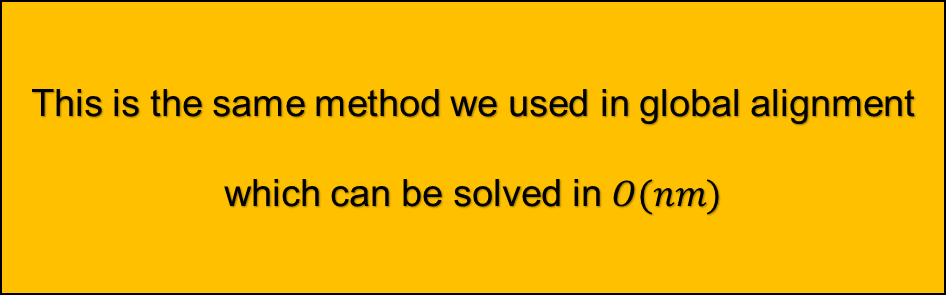 This is the same method we used in global alignment
which can be solved in O(nm)